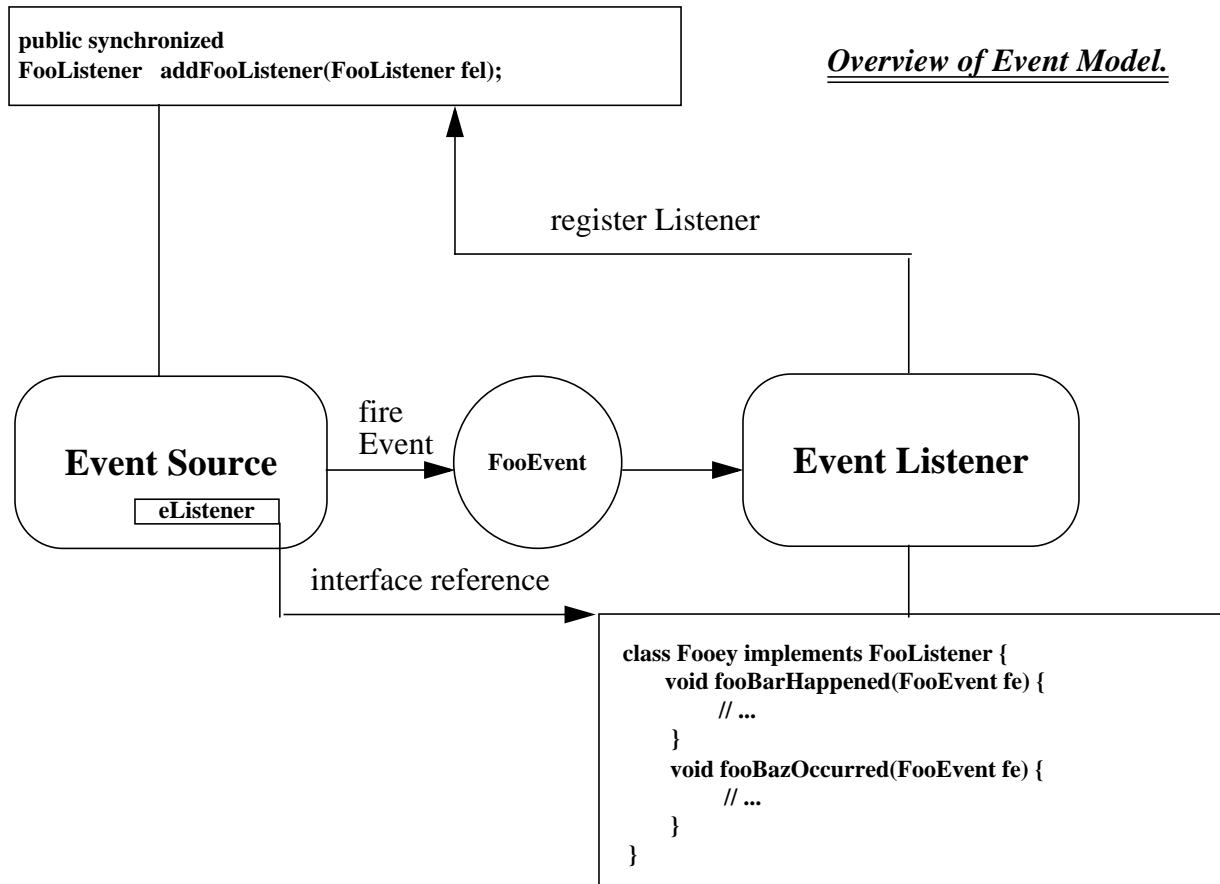 public synchronized
FooListener addFooListener(FooListener fel);
Overview of Event Model.
register Listener
fire
Event
Event Source
eListener
FooEvent
Event Listener
interface reference
class Fooey implements FooListener {
void fooBarHappened(FooEvent fe) {
// ...
}
void fooBazOccurred(FooEvent fe) {
// ...
}
}